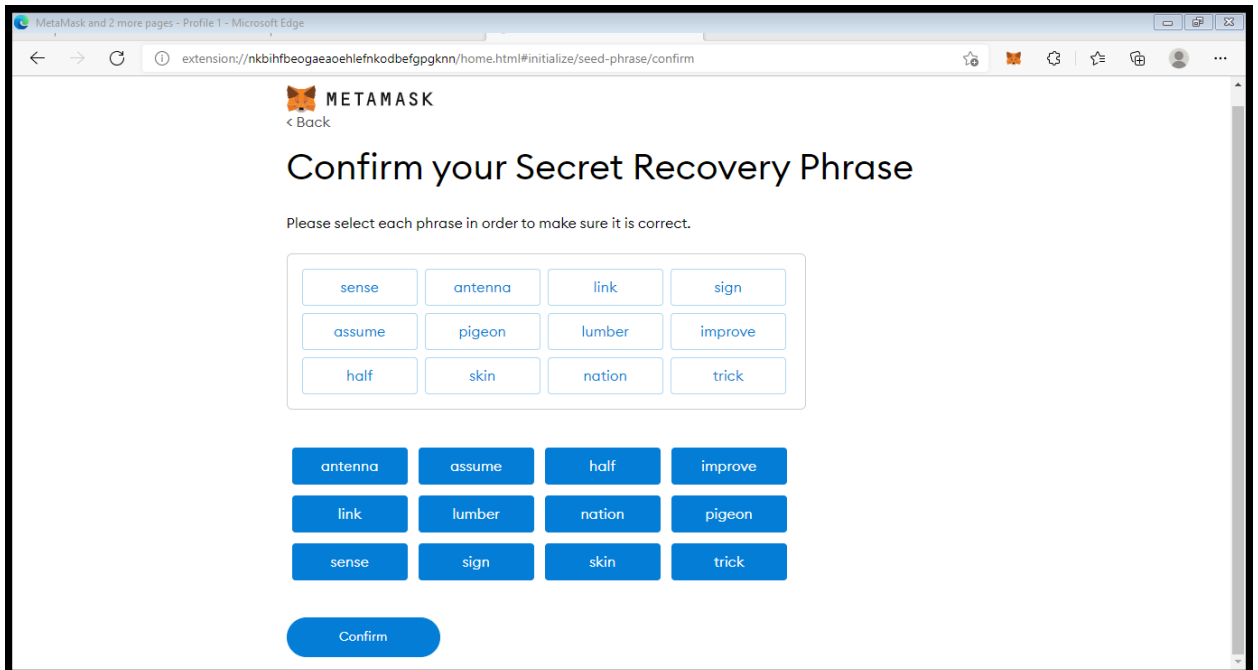 MetaMask and 2 more pages - Profile 1 - Microsoft Edge
extension://nkbihfbeogaeaoehlefnkodbefgpgknn/home.html#initialize/seed-phrase/confirm
METAMASK
< Back
Confirm your Secret Recovery Phrase
Please select each phrase in order to make sure it is correct.
sense antenna link sign
assume pigeon lumber improve
half skin nation trick
antenna assume half improve
link lumber nation pigeon
sense sign skin trick
Confirm